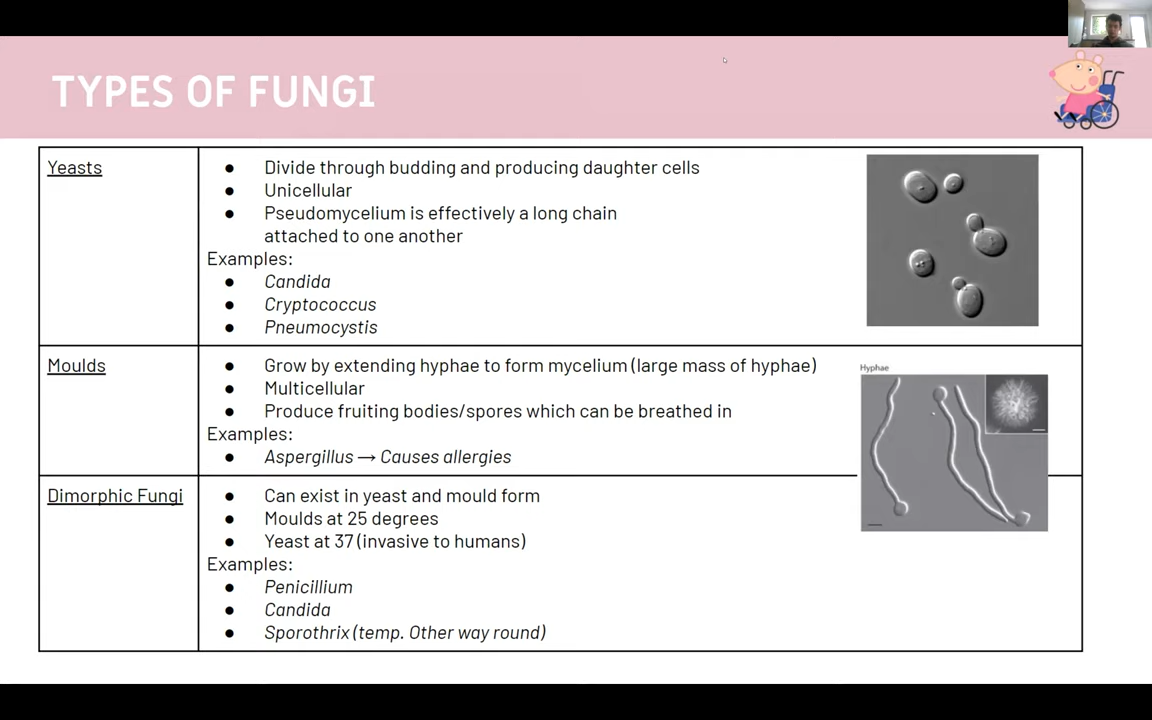 TYPES OF FUNGI
Yeasts
● Divide through budding and producing daughter cells
● Unicellular
● Pseudomycelium is effectively a long chain
attached to one another
Examples:
● Candida
● Cryptococcus
● Pneumocystis
Moulds
● Grow by extending hyphae to form mycelium (large mass of hyphae)
● Multicellular
● Produce fruiting bodies/spores which can be breathed in
Examples:
● Aspergillus → Causes allergies
Hyphae
Dimorphic Fungi
● Can exist in yeast and mould form
● Moulds at 25 degrees
● Yeast at 37 (invasive to humans)
Examples:
● Penicillium
● Candida
● Sporothrix (temp. Other way round)